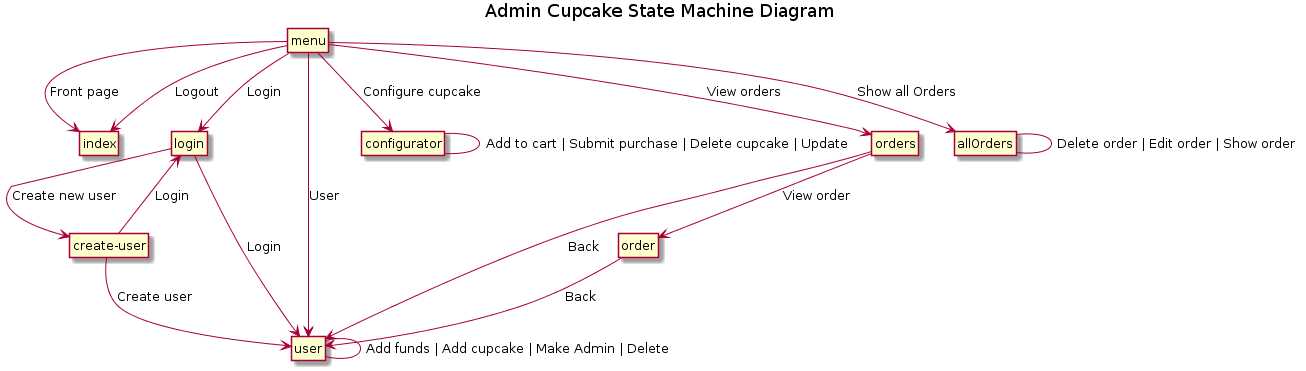 Admin Cupcake State Machine Diagram
menu
Front page
Logout
Login
Configure cupcake
View orders
Show all Orders
index
login
configurator
Add to cart | Submit purchase | Delete cupcake | Update
orders
allOrders
Delete order | Edit order | Show order
Create new user
Login
User
View order
create-user
Login
Back
order
Create user
Back
user
Add funds | Add cupcake | Make Admin | Delete